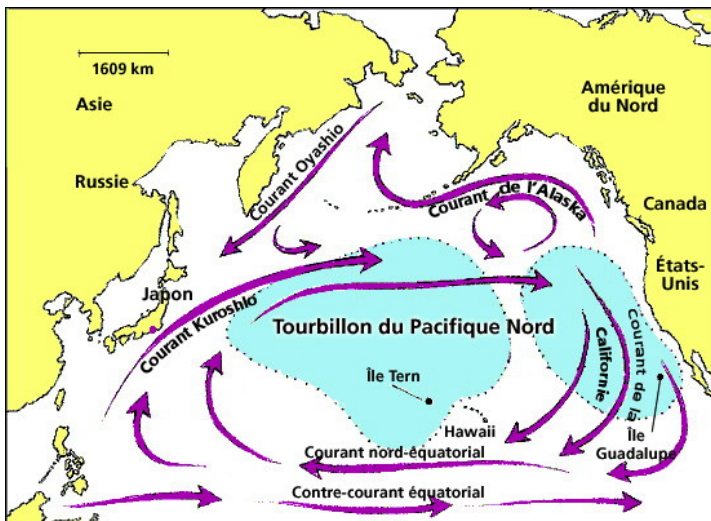 1609 km
Asie
Amérique
du Nord
Russie
Courant Oyashio
Courant de l'Alaska
Canada
États-
Unis
Japon
Courant Kuroshio
Tourbillon du Pacifique Nord
Courant de la
Californie
Île Tern
Hawaii
Île
Guadalupe
Courant nord-équatorial
Contre-courant équatorial